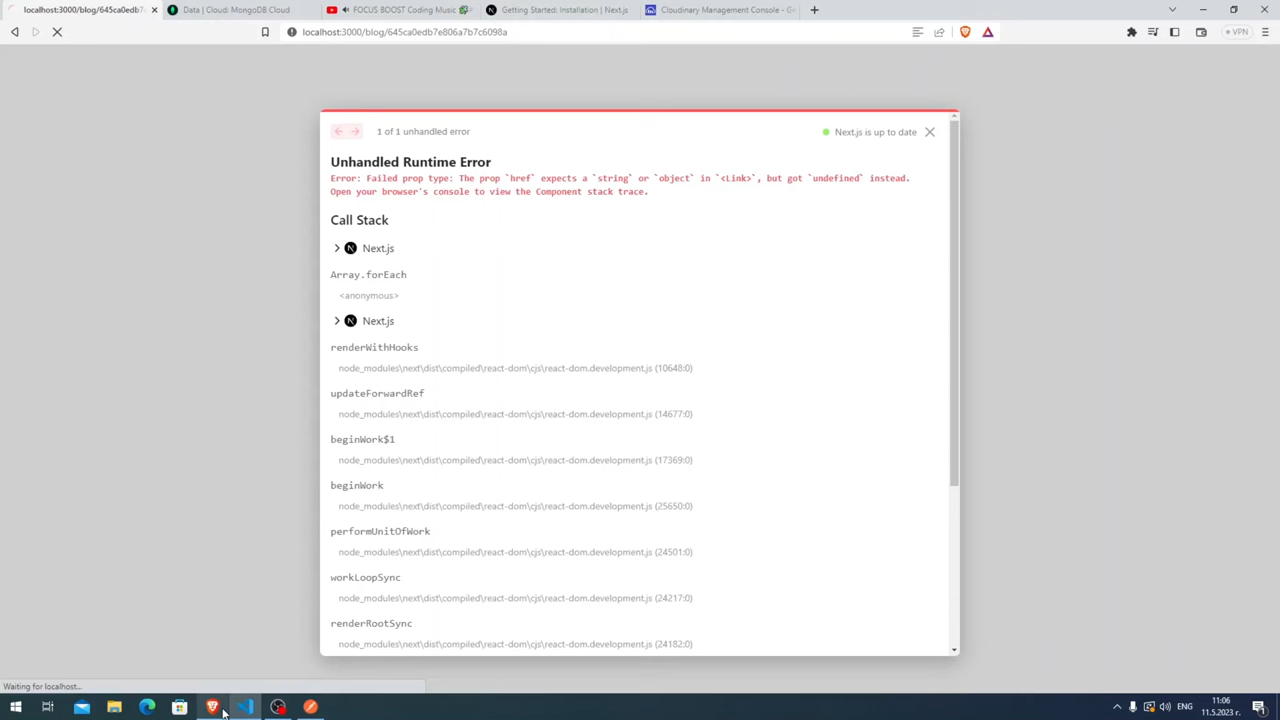 localhost:3000/blog/645ca0edb7
Data | Cloud: MongoDB Cloud
FOCUS BOOST Coding Music
Getting Started: Installation | Next.js
Cloudinary Management Console - Ge
localhost:3000/blog/645ca0edb7e806a7b7c6098a
VPN
1 of 1 unhandled error
Next.js is up to date
Unhandled Runtime Error
Error: Failed prop type: The prop `href` expects a `string` or `object` in `<Link>`, but got `undefined` instead.
Open your browser's console to view the Component stack trace.
Call Stack
Next.js
Array.forEach
<anonymous>
Next.js
renderWithHooks
node_modules\next\dist\compiled\react-dom\cjs\react-dom.development.js (10648:0)
updateForwardRef
node_modules\next\dist\compiled\react-dom\cjs\react-dom.development.js (14677:0)
beginWork$1
node_modules\next\dist\compiled\react-dom\cjs\react-dom.development.js (17369:0)
beginWork
node_modules\next\dist\compiled\react-dom\cjs\react-dom.development.js (25650:0)
performUnitOfWork
node_modules\next\dist\compiled\react-dom\cjs\react-dom.development.js (24501:0)
workLoopSync
node_modules\next\dist\compiled\react-dom\cjs\react-dom.development.js (24217:0)
renderRootSync
node_modules\next\dist\compiled\react-dom\cjs\react-dom.development.js (24182:0)
Waiting for localhost...
ENG
11:06
11.5.2023 г.